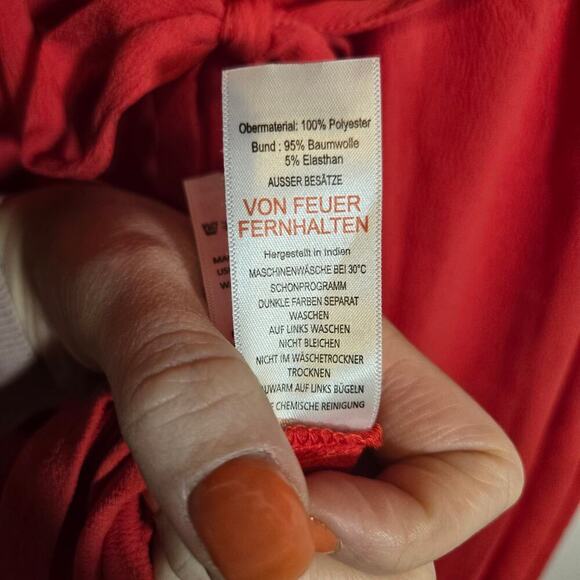 Obermaterial: 100% Polyester
Bund : 95% Baumwolle
5% Elasthan
AUSSER BESÄTZE
VON FEUER
FERNHALTEN
Hergestellt in Indien
MASCHINENWÄSCHE BEI 30°C
SCHONPROGRAMM
DUNKLE FARBEN SEPARAT
WASCHEN
AUF LINKS WASCHEN
NICHT BLEICHEN
NICHT IM WÄSCHETROCKNER
TROCKNEN
AUF LINKS BÜGELN
CHEMISCHE REINIGUNG